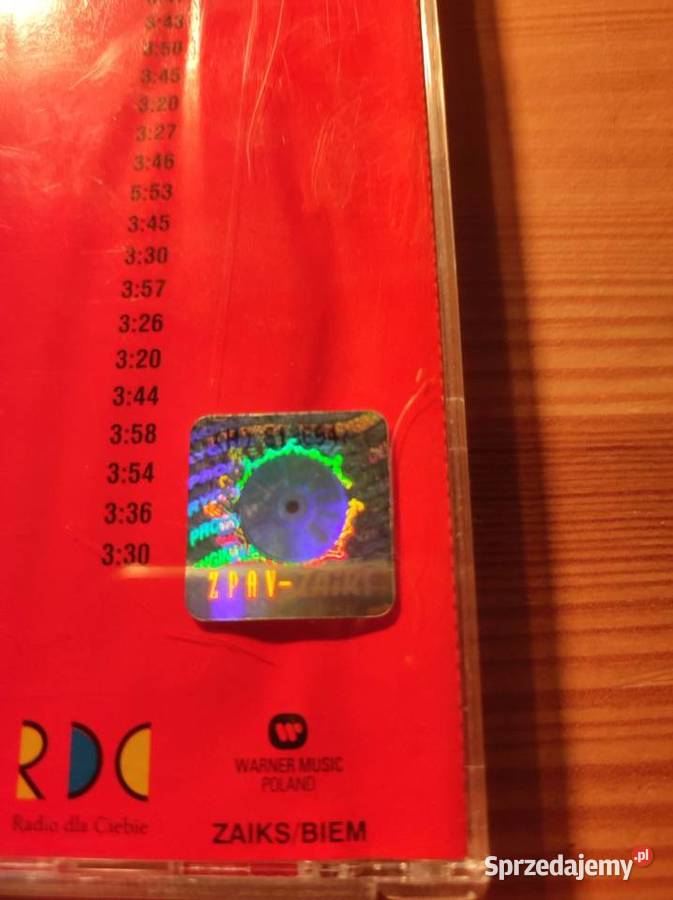 3:43
3:50
3:45
3:20
3:27
3:46
5:53
3:45
3:30
3:57
3:26
3:20
3:44
3:58
3:54
3:36
3:30
ZPAV-ZAiKS
RDC
Radio dla Ciebie
WARNER MUSIC
POLAND
ZAIKS/BIEM
Sprzedajemy.pl